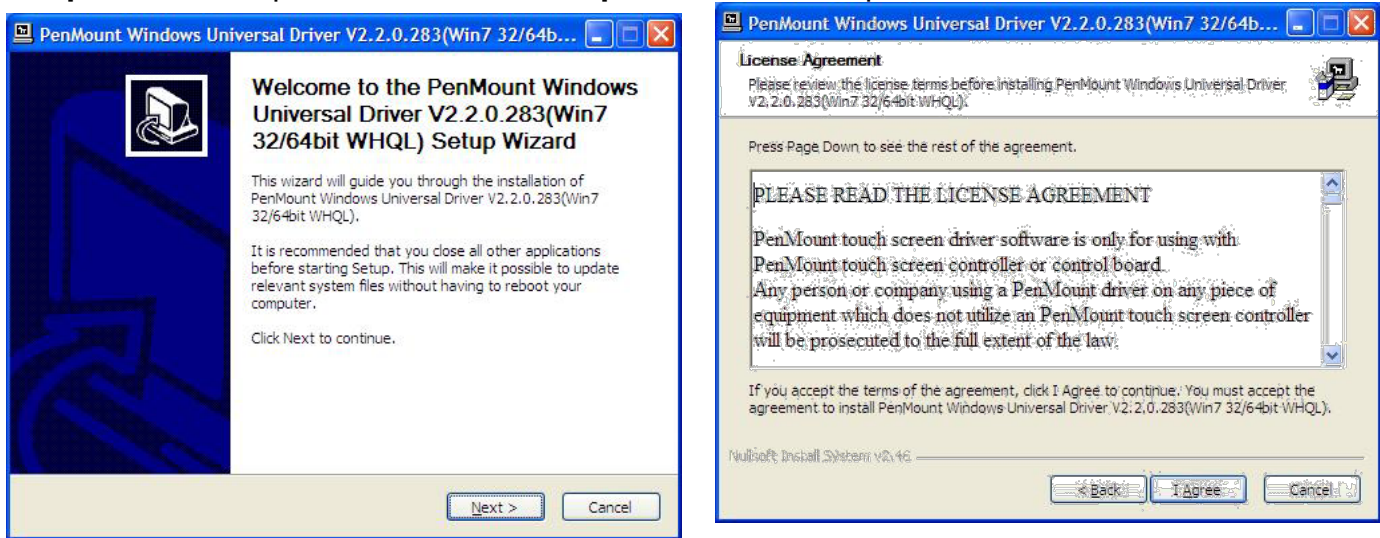 PenMount Windows Universal Driver V2.2.0.283(Win7 32/64b...
Welcome to the PenMount Windows
Universal Driver V2.2.0.283(Win7
32/64bit WHQL) Setup Wizard
This wizard will guide you through the installation of
PenMount Windows Universal Driver V2.2.0.283(Win7
32/64bit WHQL).
It is recommended that you close all other applications
before starting Setup. This will make it possible to update
relevant system files without having to reboot your
computer.
Click Next to continue.
Next >
Cancel
PenMount Windows Universal Driver V2.2.0.283(Win7 32/64b...
License Agreement
Please review the license terms before installing PenMount Windows Universal Driver
V2.2.0.283(Win7 32/64bit WHQL).
Press Page Down to see the rest of the agreement.
PLEASE READ THE LICENSE AGREEMENT
PenMount touch screen driver software is only for using with
PenMount touch screen controller or control board.
Any person or company using a PenMount driver on any piece of
equipment which does not utilize an PenMount touch screen controller
will be prosecuted to the full extent of the law.
If you accept the terms of the agreement, click I Agree to continue. You must accept the
agreement to install PenMount Windows Universal Driver V2.2.0.283(Win7 32/64bit WHQL).
Nullsoft Install System v2.46
< Back
I Agree
Cancel